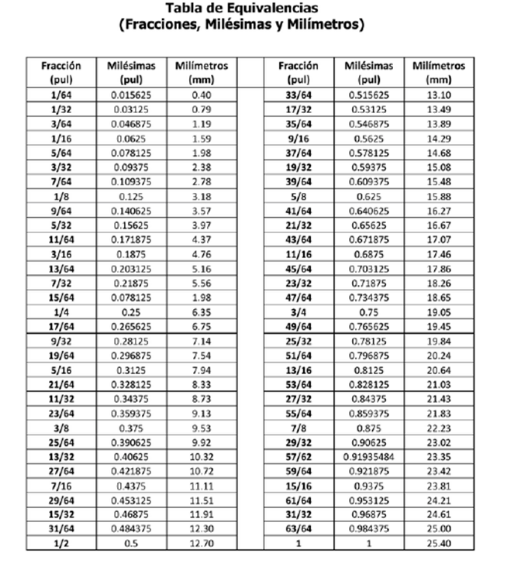 Tabla de Equivalencias
(Fracciones, Milésimas y Milímetros)
Fracción (pul) Milésimas (pul) Milímetros (mm) Fracción (pul) Milésimas (pul) Milímetros (mm)
1/64 0.015625 0.40 33/64 0.515625 13.10
1/32 0.03125 0.79 17/32 0.53125 13.49
3/64 0.046875 1.19 35/64 0.546875 13.89
1/16 0.0625 1.59 9/16 0.5625 14.29
5/64 0.078125 1.98 37/64 0.578125 14.68
3/32 0.09375 2.38 19/32 0.59375 15.08
7/64 0.109375 2.78 39/64 0.609375 15.48
1/8 0.125 3.18 5/8 0.625 15.88
9/64 0.140625 3.57 41/64 0.640625 16.27
5/32 0.15625 3.97 21/32 0.65625 16.67
11/64 0.171875 4.37 43/64 0.671875 17.07
3/16 0.1875 4.76 11/16 0.6875 17.46
13/64 0.203125 5.16 45/64 0.703125 17.86
7/32 0.21875 5.56 23/32 0.71875 18.26
15/64 0.078125 1.98 47/64 0.734375 18.65
1/4 0.25 6.35 3/4 0.75 19.05
17/64 0.265625 6.75 49/64 0.765625 19.45
9/32 0.28125 7.14 25/32 0.78125 19.84
19/64 0.296875 7.54 51/64 0.796875 20.24
5/16 0.3125 7.94 13/16 0.8125 20.64
21/64 0.328125 8.33 53/64 0.828125 21.03
11/32 0.34375 8.73 27/32 0.84375 21.43
23/64 0.359375 9.13 55/64 0.859375 21.83
3/8 0.375 9.53 7/8 0.875 22.23
25/64 0.390625 9.92 29/32 0.90625 23.02
13/32 0.40625 10.32 57/62 0.91935484 23.35
27/64 0.421875 10.72 59/64 0.921875 23.42
7/16 0.4375 11.11 15/16 0.9375 23.81
29/64 0.453125 11.51 61/64 0.953125 24.21
15/32 0.46875 11.91 31/32 0.96875 24.61
31/64 0.484375 12.30 63/64 0.984375 25.00
1/2 0.5 12.70 1 1 25.40